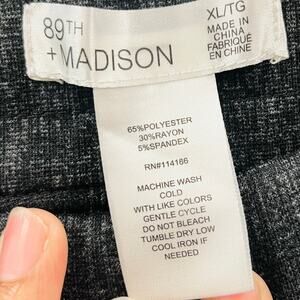 89TH
+MADISON
XL/TG
MADE IN
CHINA
FABRIQUÉ
EN CHINE
65%POLYESTER
30%RAYON
5%SPANDEX
RN#114166
MACHINE WASH
COLD
WITH LIKE COLORS
GENTLE CYCLE
DO NOT BLEACH
TUMBLE DRY LOW
COOL IRON IF
NEEDED